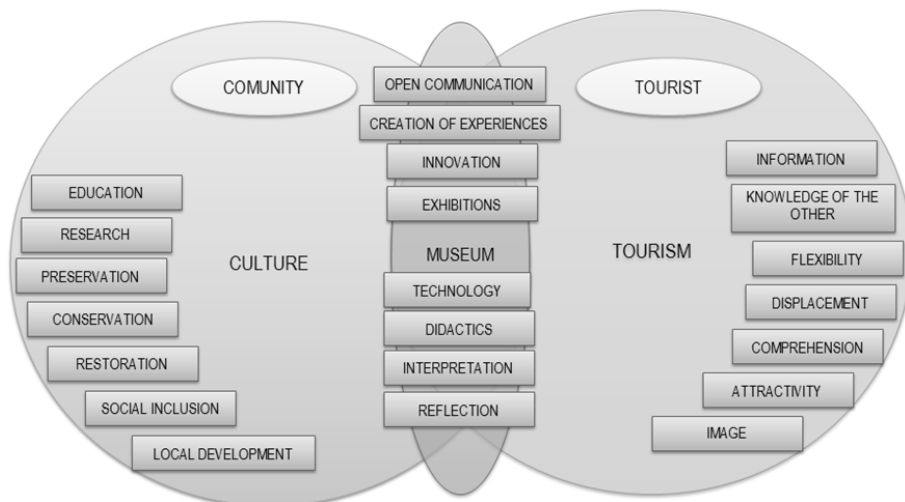 COMUNITY
EDUCATION
RESEARCH
PRESERVATION
CONSERVATION
RESTORATION
SOCIAL INCLUSION
LOCAL DEVELOPMENT
CULTURE
OPEN COMMUNICATION
CREATION OF EXPERIENCES
INNOVATION
EXHIBITIONS
MUSEUM
TECHNOLOGY
DIDACTICS
INTERPRETATION
REFLECTION
TOURIST
TOURISM
INFORMATION
KNOWLEDGE OF THE
OTHER
FLEXIBILITY
DISPLACEMENT
COMPREHENSION
ATTRACTIVITY
IMAGE